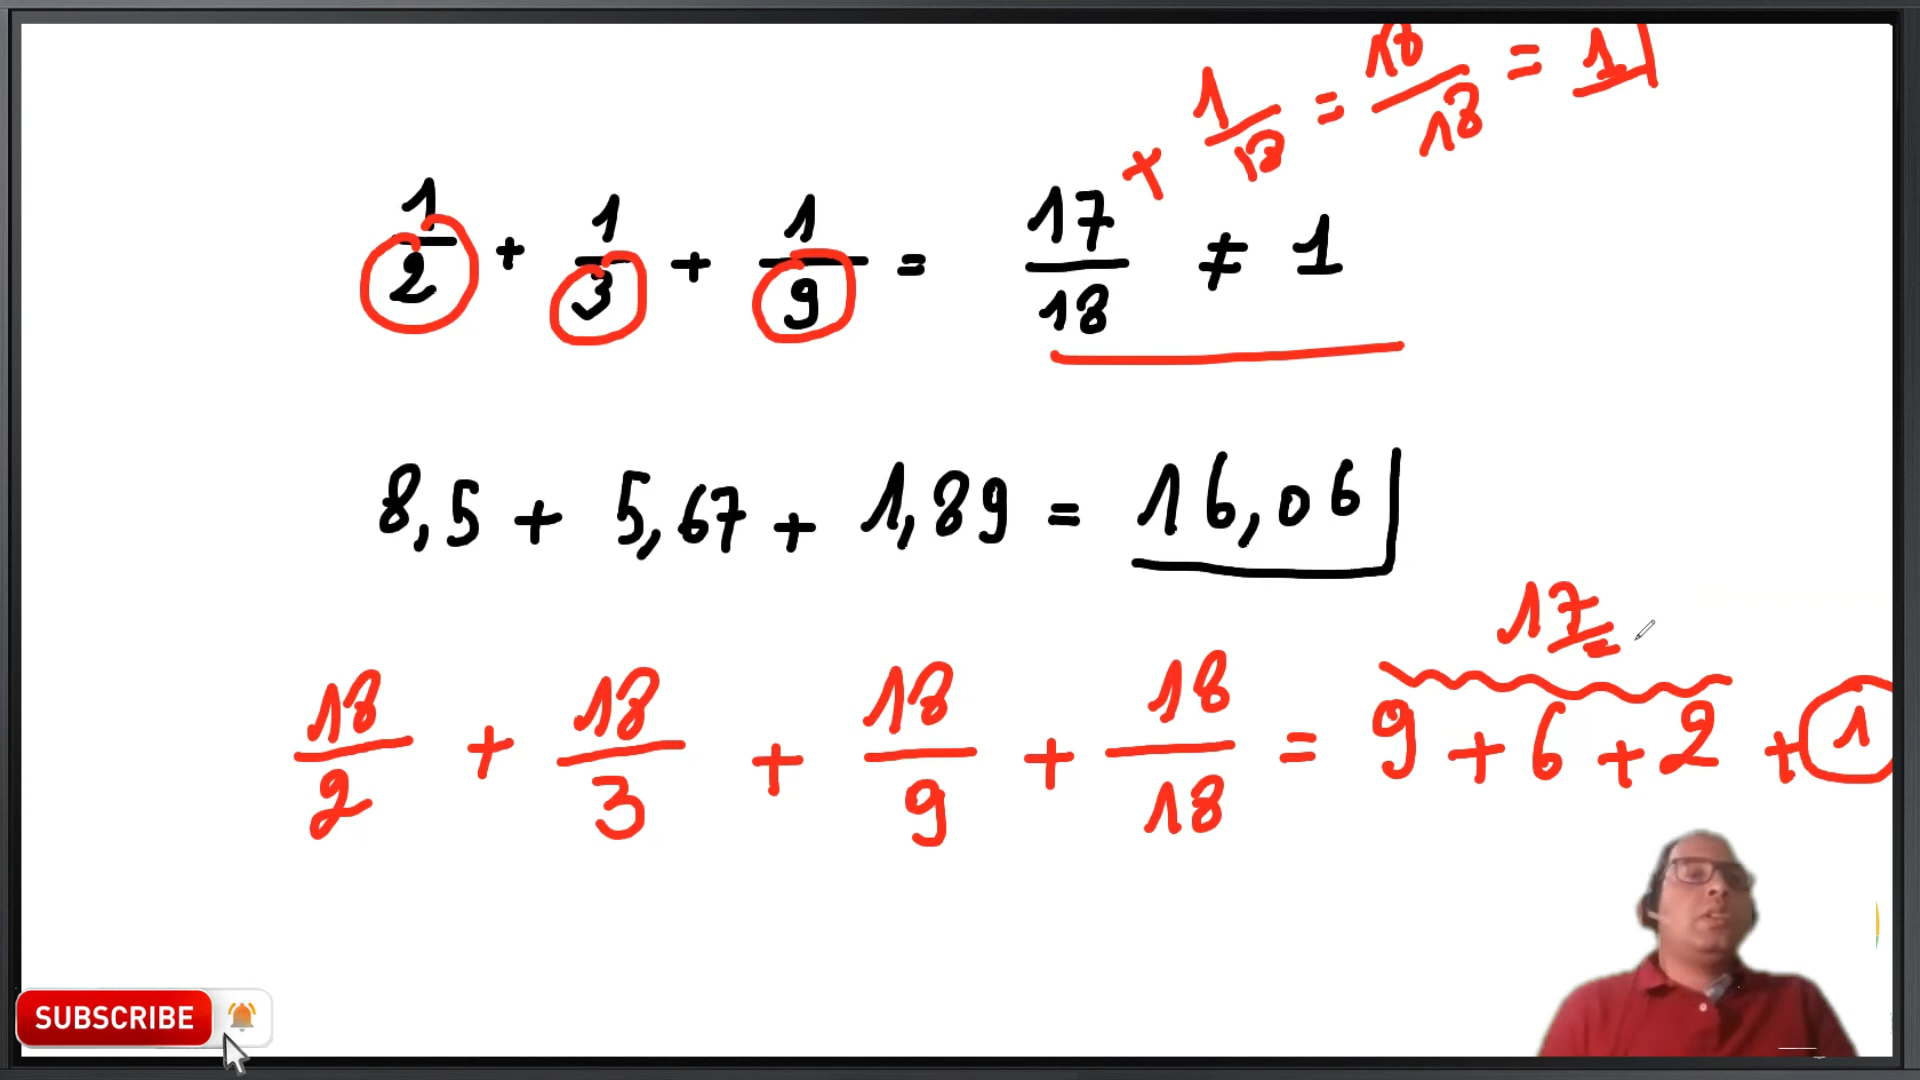 + 1/18 = 18/18 = 1
1/2 + 1/3 + 1/9 = 17/18 ≠ 1
8,5 + 5,67 + 1,89 = 16,06
17
18/2 + 18/3 + 18/9 + 18/18 = 9 + 6 + 2 + 1
SUBSCRIBE